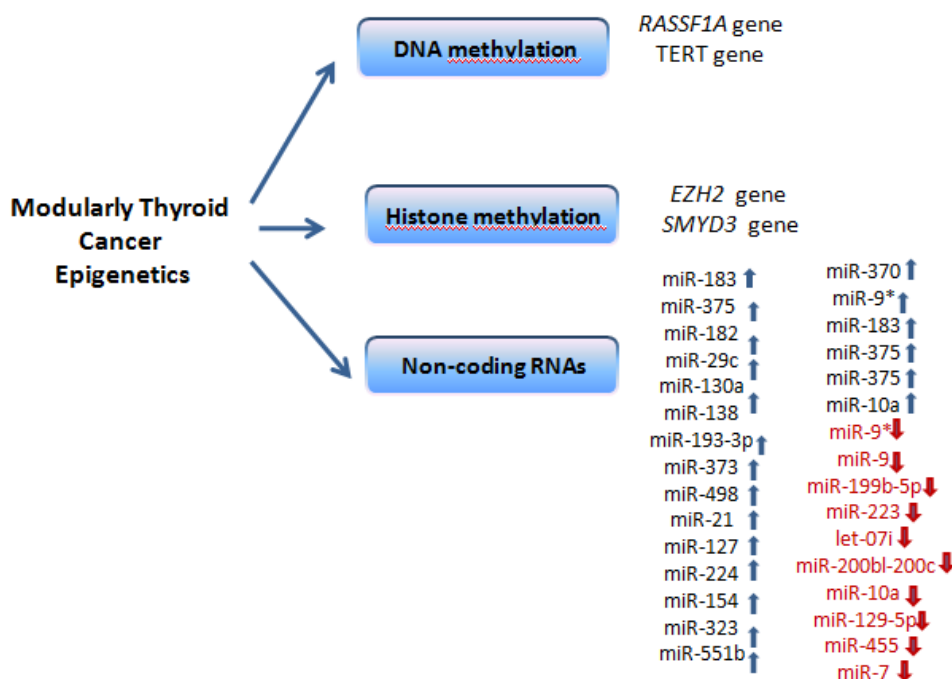 RASSF1A gene
TERT gene
DNA methylation
Modularly Thyroid
Cancer
Epigenetics
EZH2 gene
SMYD3 gene
Histone methylation
Non-coding RNAs
miR-183
miR-375
miR-182
miR-29c
miR-130a
miR-138
miR-193-3p
miR-373
miR-498
miR-21
miR-127
miR-224
miR-154
miR-323
miR-551b
miR-370
miR-9*
miR-183
miR-375
miR-375
miR-10a
miR-9*
miR-9
miR-199b-5p
miR-223
let-07i
miR-200bl-200c
miR-10a
miR-129-5p
miR-455
miR-7